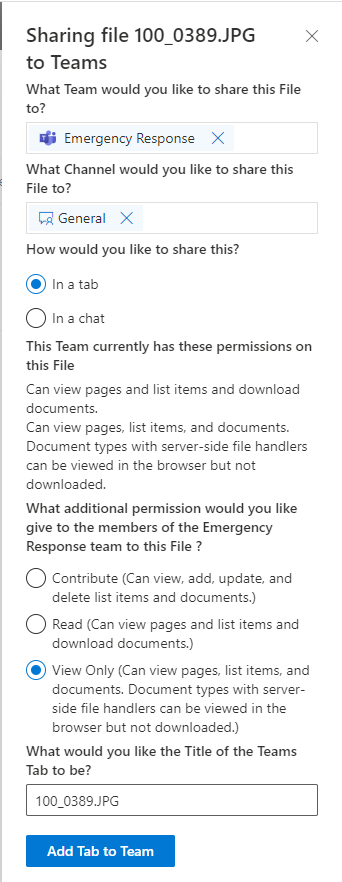 Sharing file 100_0389.JPG
to Teams
What Team would you like to share this File
to?
Emergency Response
What Channel would you like to share this
File to?
General
How would you like to share this?
In a tab
In a chat
This Team currently has these permissions on
this File
Can view pages and list items and download
documents.
Can view pages, list items, and documents.
Document types with server-side file handlers
can be viewed in the browser but not
downloaded.
What additional permission would you like
give to the members of the Emergency
Response team to this File ?
Contribute (Can view, add, update, and
delete list items and documents.)
Read (Can view pages and list items and
download documents.)
View Only (Can view pages, list items, and
documents. Document types with server-
side file handlers can be viewed in the
browser but not downloaded.)
What would you like the Title of the Teams
Tab to be?
100_0389.JPG
Add Tab to Team